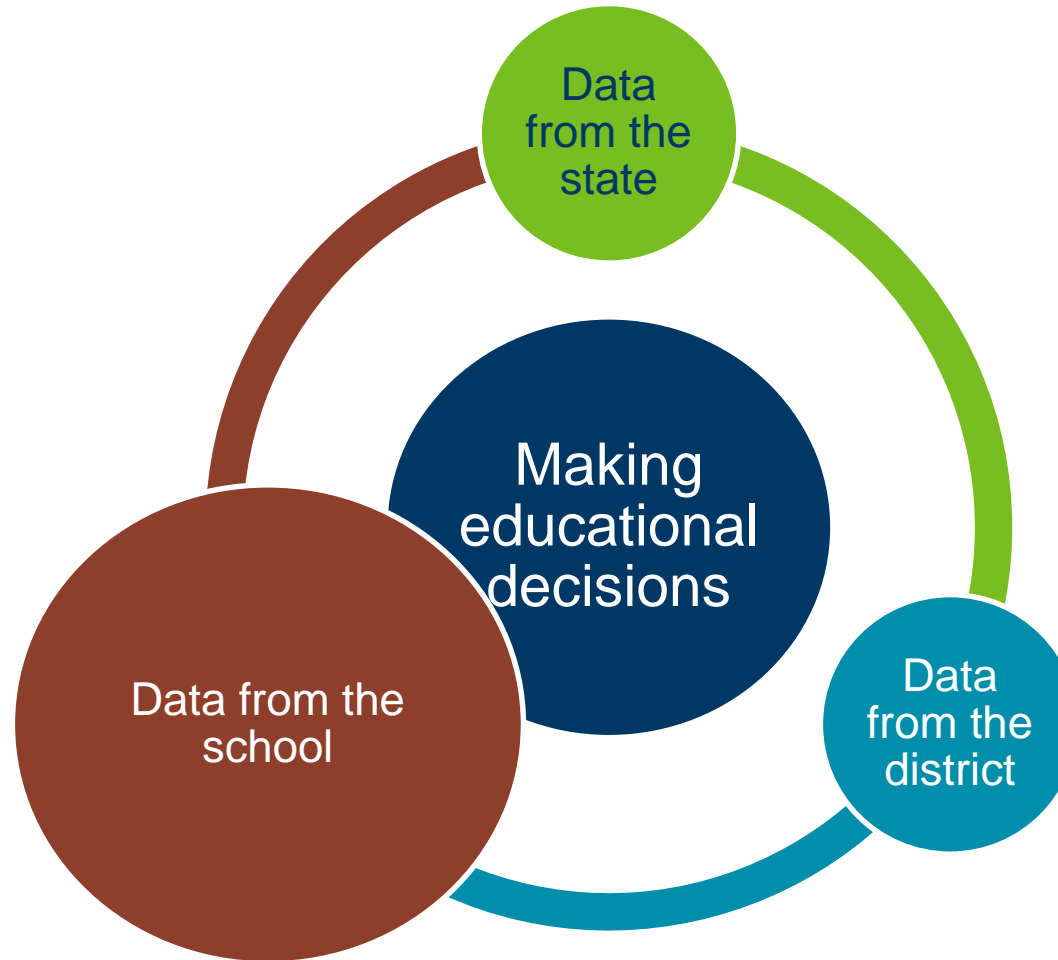 Data
from the
state
Making
educational
decisions
Data from the
school
Data
from the
district